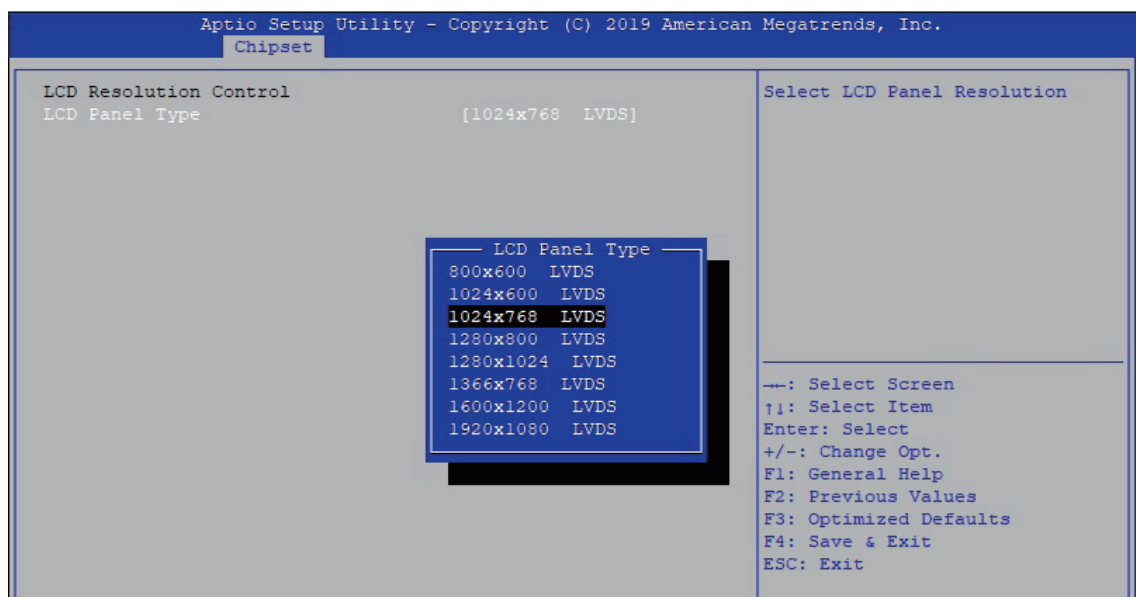 Aptio Setup Utility - Copyright (C) 2019 American Megatrends, Inc.
Chipset
LCD Resolution Control
LCD Panel Type [1024x768 LVDS]
Select LCD Panel Resolution
LCD Panel Type
800x600 LVDS
1024x600 LVDS
1024x768 LVDS
1280x800 LVDS
1280x1024 LVDS
1366x768 LVDS
1600x1200 LVDS
1920x1080 LVDS
→←: Select Screen
↑↓: Select Item
Enter: Select
+/-: Change Opt.
F1: General Help
F2: Previous Values
F3: Optimized Defaults
F4: Save & Exit
ESC: Exit